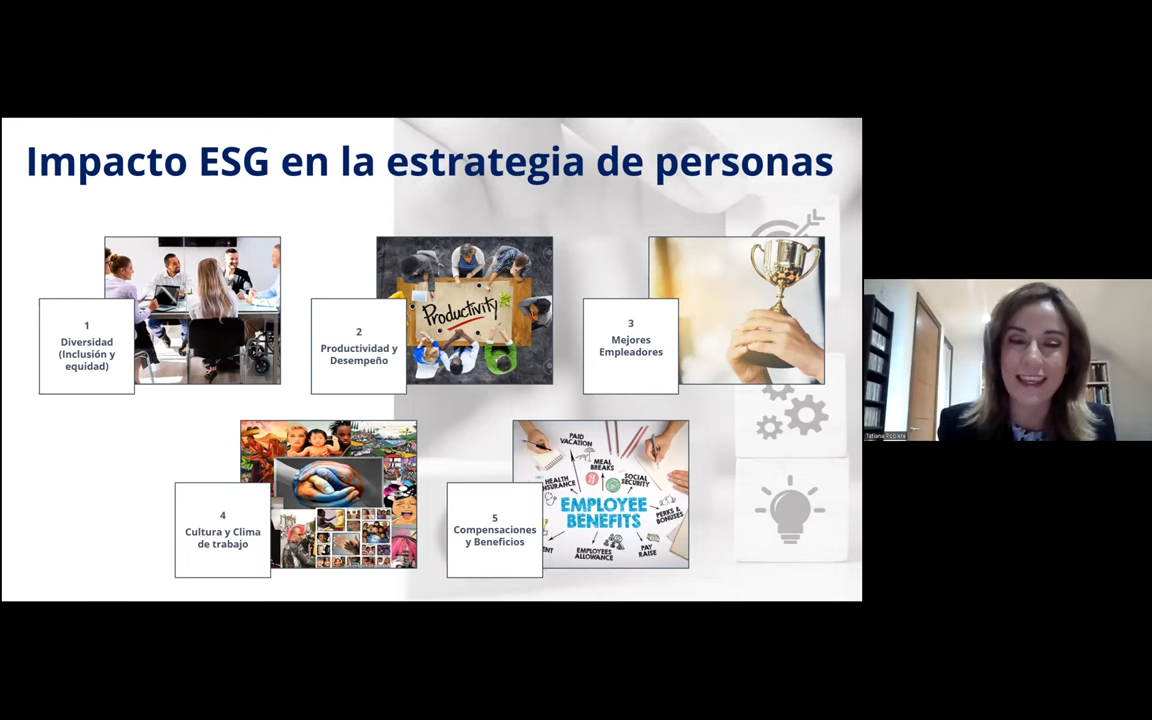 Impacto ESG en la estrategia de personas
1
Diversidad
(Inclusión y
equidad)
2
Productividad y
Desempeño
Productivity
3
Mejores
Empleadores
4
Cultura y Clima
de trabajo
5
Compensaciones
y Beneficios
PAID
VACATION
MEAL
BREAKS
HEALTH
INSURANCE
SOCIAL
SECURITY
EMPLOYEE
BENEFITS
PERKS &
BONUSES
EMPLOYEES
ALLOWANCE
PAY
RAISE
Tatiana Poblete